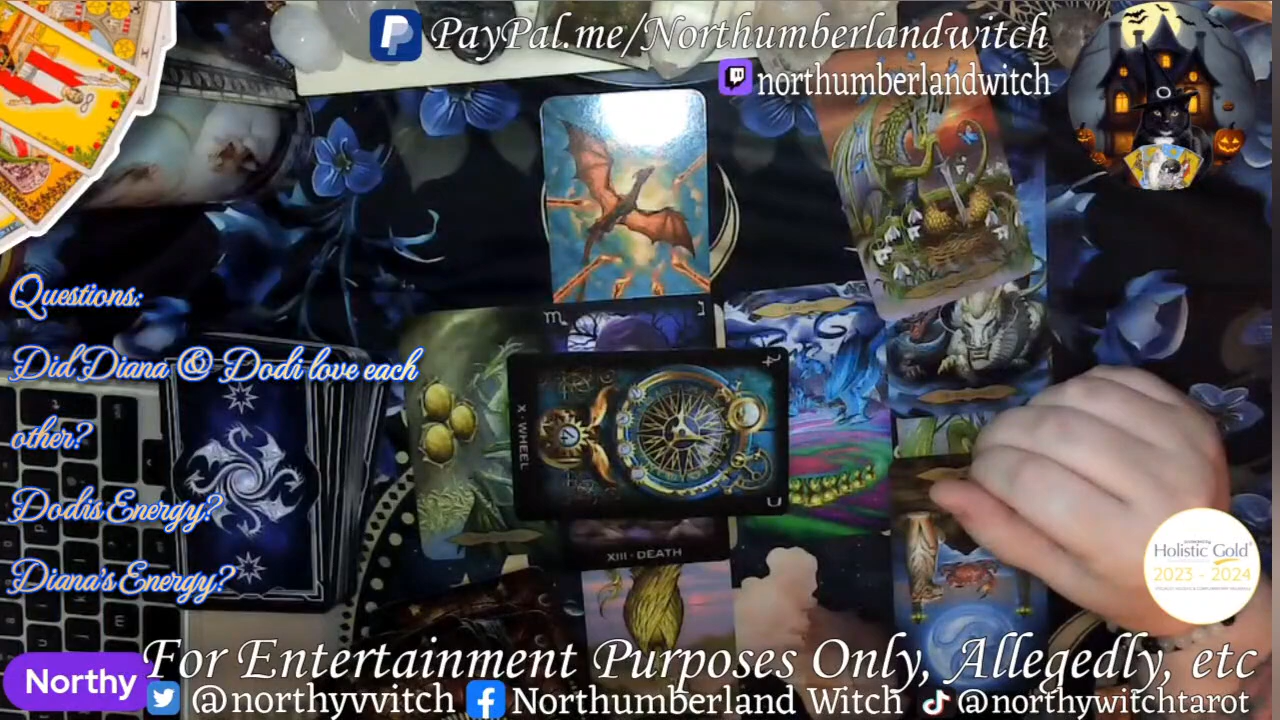 PayPal.me/Northumberlandwitch
northumberlandwitch
Questions:
Did Diana & Dodi love each
other?
Dodis Energy?
Diana's Energy?
X · WHEEL
XIII · DEATH
Holistic Gold
2023 - 2024
For Entertainment Purposes Only, Allegedly, etc
Northy
@northyvvitch
Northumberland Witch
@northywitchtarot